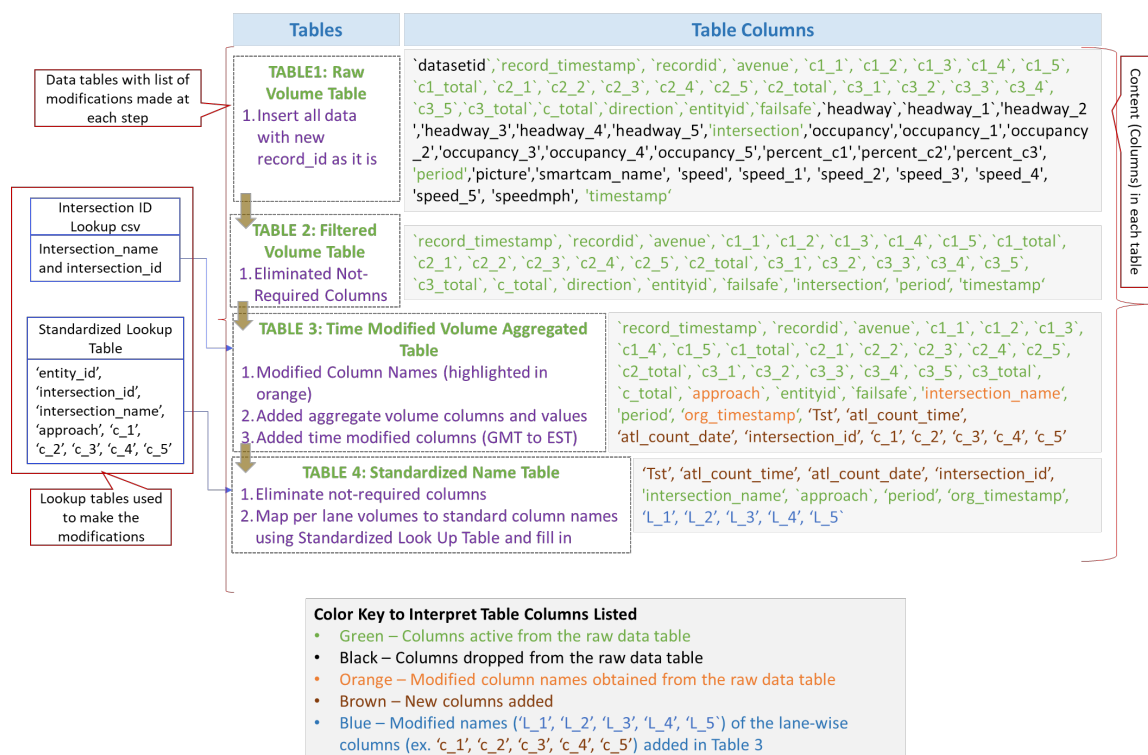 Tables
Table Columns
Data tables with list of
modifications made at
each step
TABLE1: Raw
Volume Table
1. Insert all data
with new
record_id as it is
`datasetid`,`record_timestamp`, `recordid`, `avenue`, `c1_1`, `c1_2`, `c1_3`, `c1_4`, `c1_5`,
`c1_total`, `c2_1`, `c2_2`, `c2_3`, `c2_4`, `c2_5`, `c2_total`, `c3_1`, `c3_2`, `c3_3`, `c3_4`,
`c3_5`,`c3_total`, `c_total`,`direction`, `entityid`,`failsafe`,`headway`,`headway_1`,'headway_2
','headway_3','headway_4','headway_5','intersection','occupancy','occupancy_1','occupancy
_2','occupancy_3','occupancy_4','occupancy_5','percent_c1','percent_c2','percent_c3',
'period','picture','smartcam_name', 'speed', 'speed_1', 'speed_2', 'speed_3', 'speed_4',
'speed_5', 'speedmph', 'timestamp‘
Content (Columns) in each
table
Intersection ID
Lookup csv
Intersection_name
and intersection_id
TABLE 2: Filtered
Volume Table
1. Eliminated Not-
Required Columns
`record_timestamp`, `recordid`, `avenue`, `c1_1`, `c1_2`, `c1_3`, `c1_4`, `c1_5`, `c1_total`,
`c2_1`, `c2_2`, `c2_3`, `c2_4`, `c2_5`, `c2_total`, `c3_1`, `c3_2`, `c3_3`, `c3_4`, `c3_5`,
`c3_total`, `c_total`, `direction`, `entityid`, `failsafe`, 'intersection', 'period', 'timestamp‘
Standardized Lookup
Table
‘entity_id’,
‘intersection_id’,
‘intersection_name’,
‘approach’, ‘c_1’,
‘c_2’, ‘c_3’, ‘c_4’, ‘c_5’
TABLE 3: Time Modified Volume Aggregated
Table
1. Modified Column Names (highlighted in
orange)
2. Added aggregate volume columns and values
3. Added time modified columns (GMT to EST)
`record_timestamp`, `recordid`, `avenue`, `c1_1`, `c1_2`, `c1_3`,
`c1_4`, `c1_5`, `c1_total`, `c2_1`, `c2_2`, `c2_3`, `c2_4`, `c2_5`,
`c2_total`, `c3_1`, `c3_2`, `c3_3`, `c3_4`, `c3_5`, `c3_total`,
`c_total`, `approach`, `entityid`, `failsafe`, 'intersection_name‘,
'period‘, ‘org_timestamp’, ‘Tst’, ‘atl_count_time’,
‘atl_count_date’, ‘intersection_id’, ‘c_1’, ‘c_2’, ‘c_3’, ‘c_4’, ‘c_5’
Lookup tables used
to make the
modifications
TABLE 4: Standardized Name Table
1. Eliminate not-required columns
2. Map per lane volumes to standard column names
using Standardized Look Up Table and fill in
‘Tst’, ‘atl_count_time’, ‘atl_count_date’, ‘intersection_id’,
'intersection_name‘, `approach`, ‘period’, ‘org_timestamp’,
‘L_1’, ‘L_2’, ‘L_3’, ‘L_4’, ‘L_5`
Color Key to Interpret Table Columns Listed
• Green – Columns active from the raw data table
• Black – Columns dropped from the raw data table
• Orange – Modified column names obtained from the raw data table
• Brown – New columns added
• Blue – Modified names (‘L_1’, ‘L_2’, ‘L_3’, ‘L_4’, ‘L_5`) of the lane-wise
columns (ex. ‘c_1’, ‘c_2’, ‘c_3’, ‘c_4’, ‘c_5’) added in Table 3